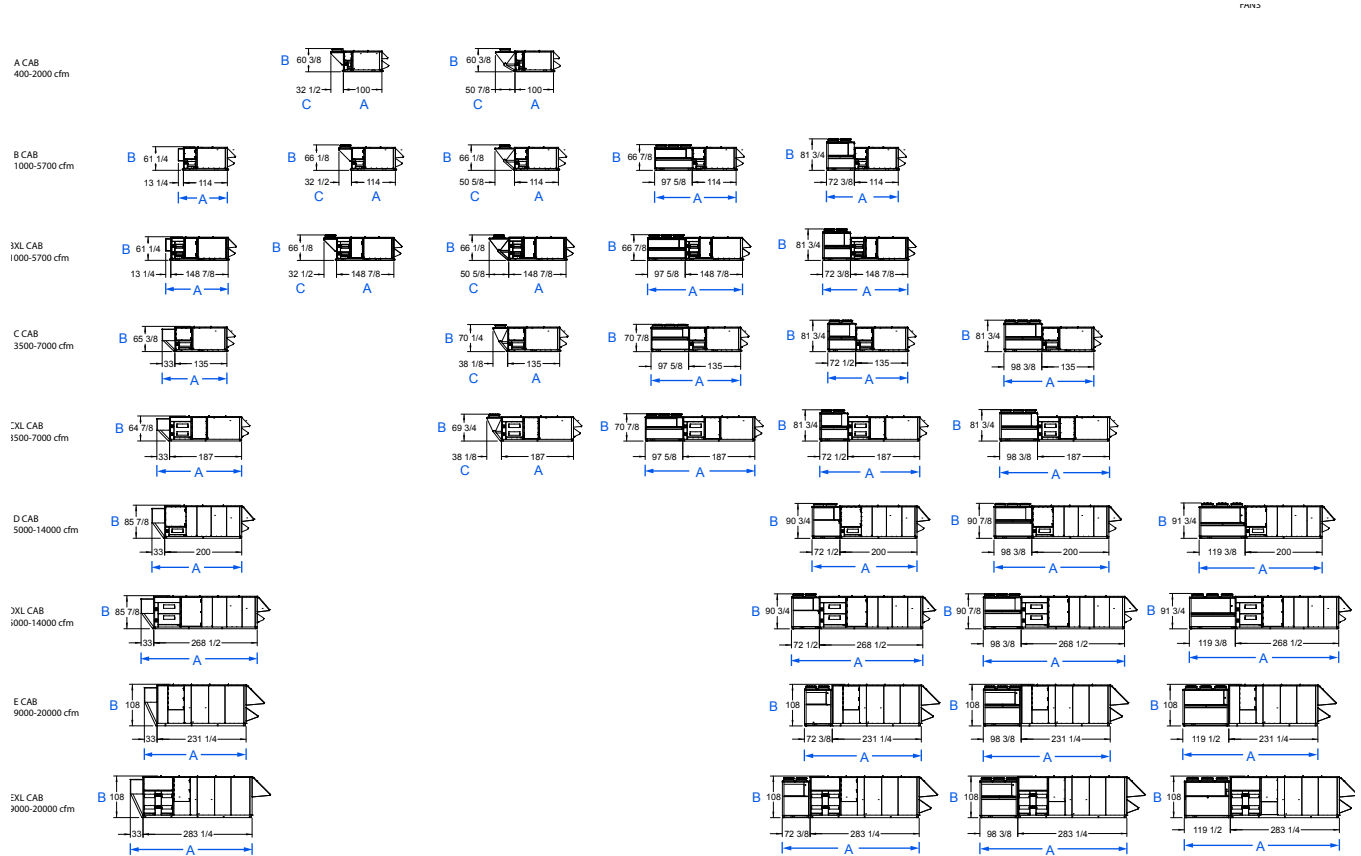 A CAB
400-2000 cfm
B 60 3/8 B 60 3/8
32 1/2 100 50 7/8 100
C A C A
B CAB
1000-5700 cfm
B 61 1/4 B 66 1/8 B 66 1/8 B 66 7/8 B 81 3/4
13 1/4 114 32 1/2 114 50 5/8 114 97 5/8 114 72 3/8 114
A C A C A A A
BXL CAB
1000-5700 cfm
B 61 1/4 B 66 1/8 B 66 1/8 B 66 7/8 B 81 3/4
13 1/4 148 7/8 32 1/2 148 7/8 50 5/8 148 7/8 97 5/8 148 7/8 72 3/8 148 7/8
A C A C A A A
C CAB
3500-7000 cfm
B 65 3/8 B 70 1/4 B 70 7/8 B 81 3/4 B 81 3/4
33 135 38 1/8 135 97 5/8 135 72 1/2 135 98 3/8 135
A C A A A A
CXL CAB
3500-7000 cfm
B 64 7/8 B 69 3/4 B 70 7/8 B 81 3/4 B 81 3/4
33 187 38 1/8 187 97 5/8 187 72 1/2 187 98 3/8 187
A C A A A A
D CAB
5000-14000 cfm
B 85 7/8 B 90 3/4 B 90 7/8 B 91 3/4
33 200 72 1/2 200 98 3/8 200 119 3/8 200
A A A A
DXL CAB
5000-14000 cfm
B 85 7/8 B 90 3/4 B 90 7/8 B 91 3/4
33 268 1/2 72 1/2 268 1/2 98 3/8 268 1/2 119 3/8 268 1/2
A A A A
E CAB
9000-20000 cfm
B 108 B 108 B 108 B 108
33 231 1/4 72 3/8 231 1/4 98 3/8 231 1/4 119 1/2 231 1/4
A A A A
EXL CAB
9000-20000 cfm
B 108 B 108 B 108 B 108
33 283 1/4 72 3/8 283 1/4 98 3/8 283 1/4 119 1/2 283 1/4
A A A A